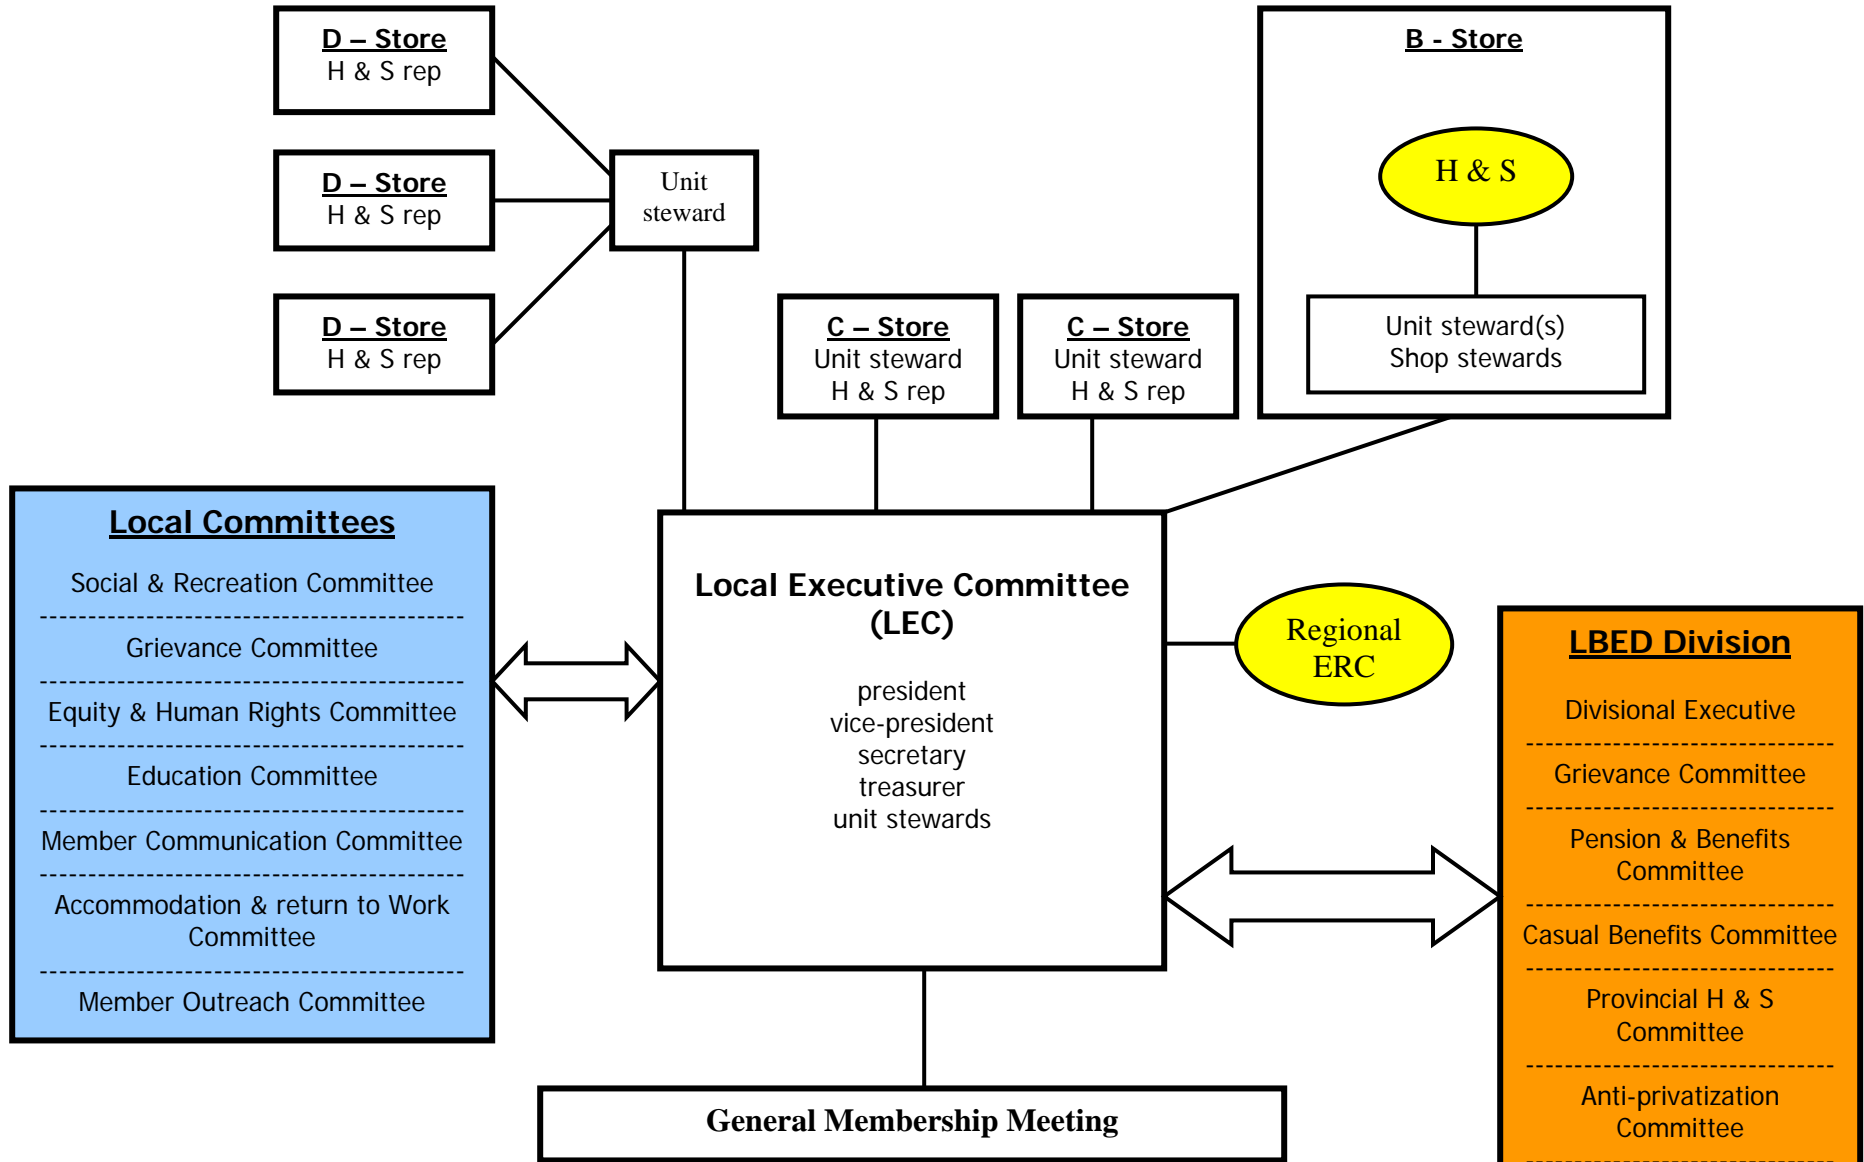 D – Store
H & S rep
D – Store
H & S rep
D – Store
H & S rep
Unit
steward
C – Store
Unit steward
H & S rep
C – Store
Unit steward
H & S rep
B - Store
H & S
Unit steward(s)
Shop stewards
Local Committees
Social & Recreation Committee
Grievance Committee
Equity & Human Rights Committee
Education Committee
Member Communication Committee
Accommodation & return to Work
Committee
Member Outreach Committee
Local Executive Committee
(LEC)
president
vice-president
secretary
treasurer
unit stewards
Regional
ERC
LBED Division
Divisional Executive
Grievance Committee
Pension & Benefits
Committee
Casual Benefits Committee
Provincial H & S
Committee
Anti-privatization
Committee
General Membership Meeting